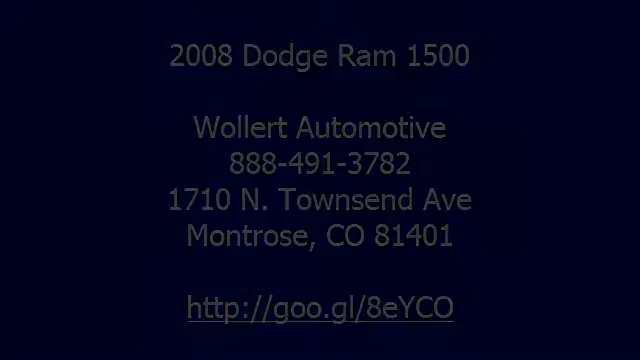 2008 Dodge Ram 1500
Wollert Automotive
888-491-3782
1710 N. Townsend Ave
Montrose, CO 81401
http://goo.gl/8eYCO